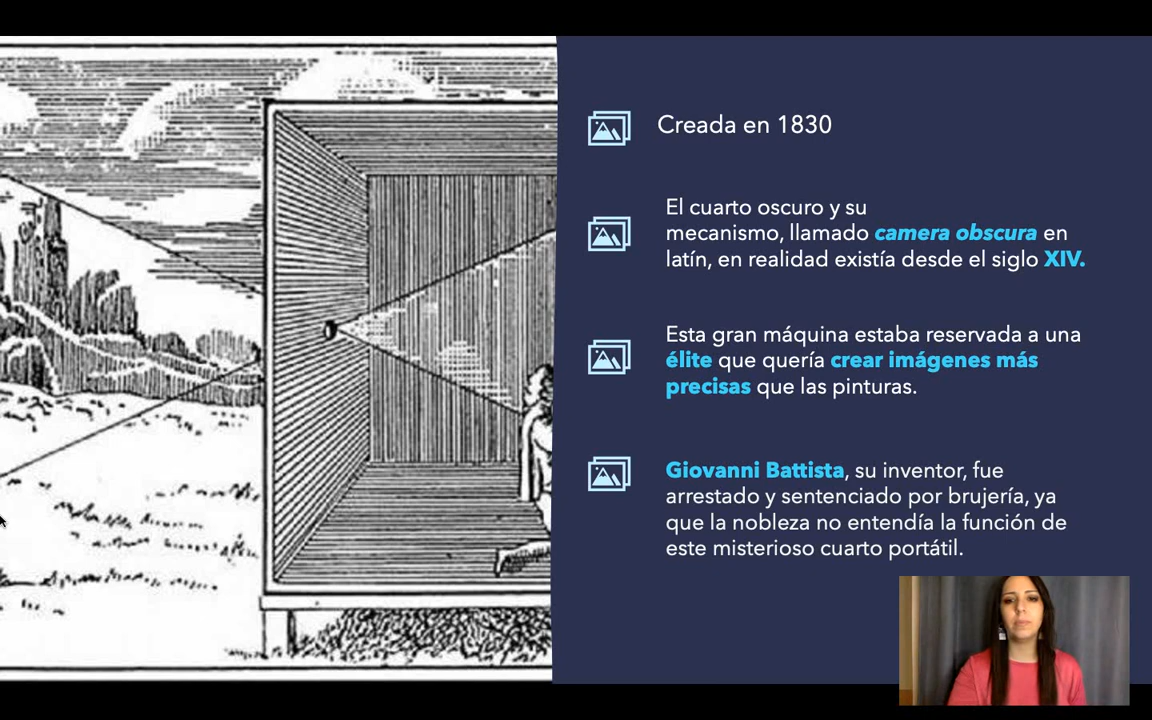 Creada en 1830
El cuarto oscuro y su
mecanismo, llamado camera obscura en
latín, en realidad existía desde el siglo XIV.
Esta gran máquina estaba reservada a una
élite que quería crear imágenes más
precisas que las pinturas.
Giovanni Battista, su inventor, fue
arrestado y sentenciado por brujería, ya
que la nobleza no entendía la función de
este misterioso cuarto portátil.